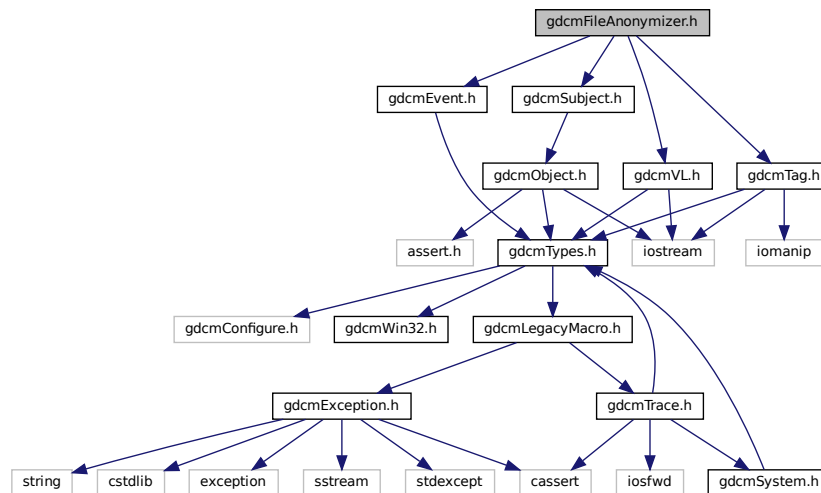 gdcmFileAnonymizer.h
gdcmEvent.h
gdcmSubject.h
gdcmObject.h
gdcmVL.h
gdcmTag.h
assert.h
gdcmTypes.h
iostream
iomanip
gdcmConfigure.h
gdcmWin32.h
gdcmLegacyMacro.h
gdcmException.h
gdcmTrace.h
string
cstdlib
exception
sstream
stdexcept
cassert
iosfwd
gdcmSystem.h